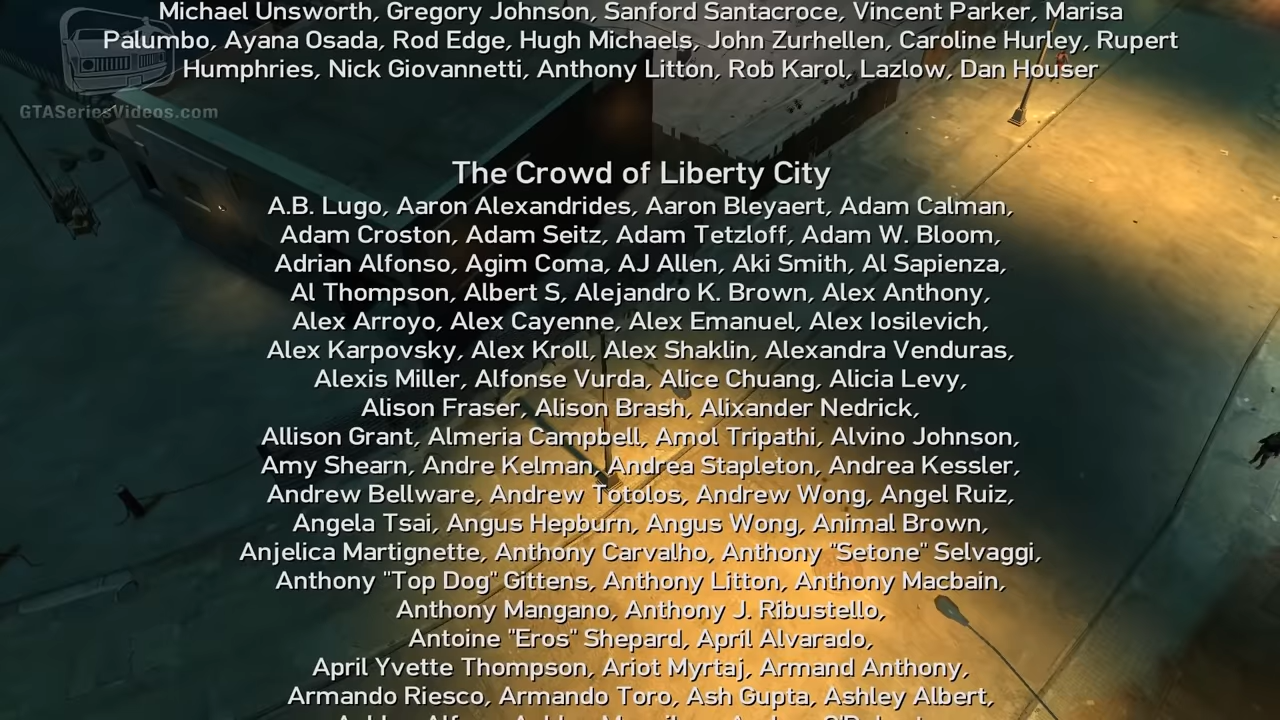 Michael Unsworth, Gregory Johnson, Sanford Santacroce, Vincent Parker, Marisa
Palumbo, Ayana Osada, Rod Edge, Hugh Michaels, John Zurhellen, Caroline Hurley, Rupert
Humphries, Nick Giovannetti, Anthony Litton, Rob Karol, Lazlow, Dan Houser
GTASeriesVideos.com
The Crowd of Liberty City
A.B. Lugo, Aaron Alexandrides, Aaron Bleyaert, Adam Calman,
Adam Croston, Adam Seitz, Adam Tetzloff, Adam W. Bloom,
Adrian Alfonso, Agim Coma, AJ Allen, Aki Smith, Al Sapienza,
Al Thompson, Albert S, Alejandro K. Brown, Alex Anthony,
Alex Arroyo, Alex Cayenne, Alex Emanuel, Alex Iosilevich,
Alex Karpovsky, Alex Kroll, Alex Shaklin, Alexandra Venduras,
Alexis Miller, Alfonse Vurda, Alice Chuang, Alicia Levy,
Alison Fraser, Alison Brash, Alixander Nedrick,
Allison Grant, Almeria Campbell, Amol Tripathi, Alvino Johnson,
Amy Shearn, Andre Kelman, Andrea Stapleton, Andrea Kessler,
Andrew Bellware, Andrew Totolos, Andrew Wong, Angel Ruiz,
Angela Tsai, Angus Hepburn, Angus Wong, Animal Brown,
Anjelica Martignette, Anthony Carvalho, Anthony "Setone" Selvaggi,
Anthony "Top Dog" Gittens, Anthony Litton, Anthony Macbain,
Anthony Mangano, Anthony J. Ribustello,
Antoine "Eros" Shepard, April Alvarado,
April Yvette Thompson, Ariot Myrtaj, Armand Anthony,
Armando Riesco, Armando Toro, Ash Gupta, Ashley Albert,